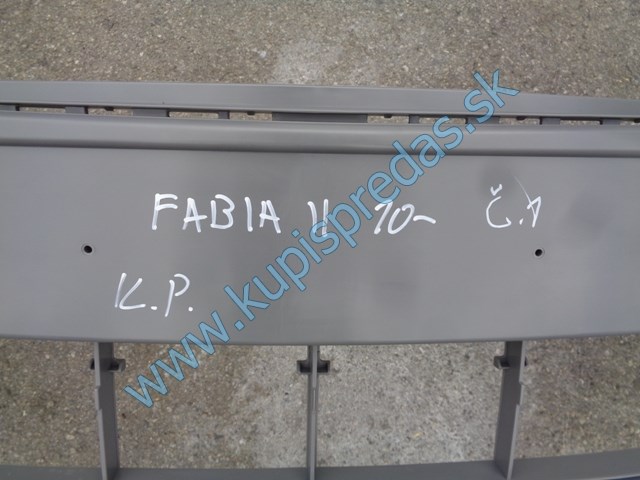 FABIA II 10- Č.1
K.P.
www.kupispredas.sk